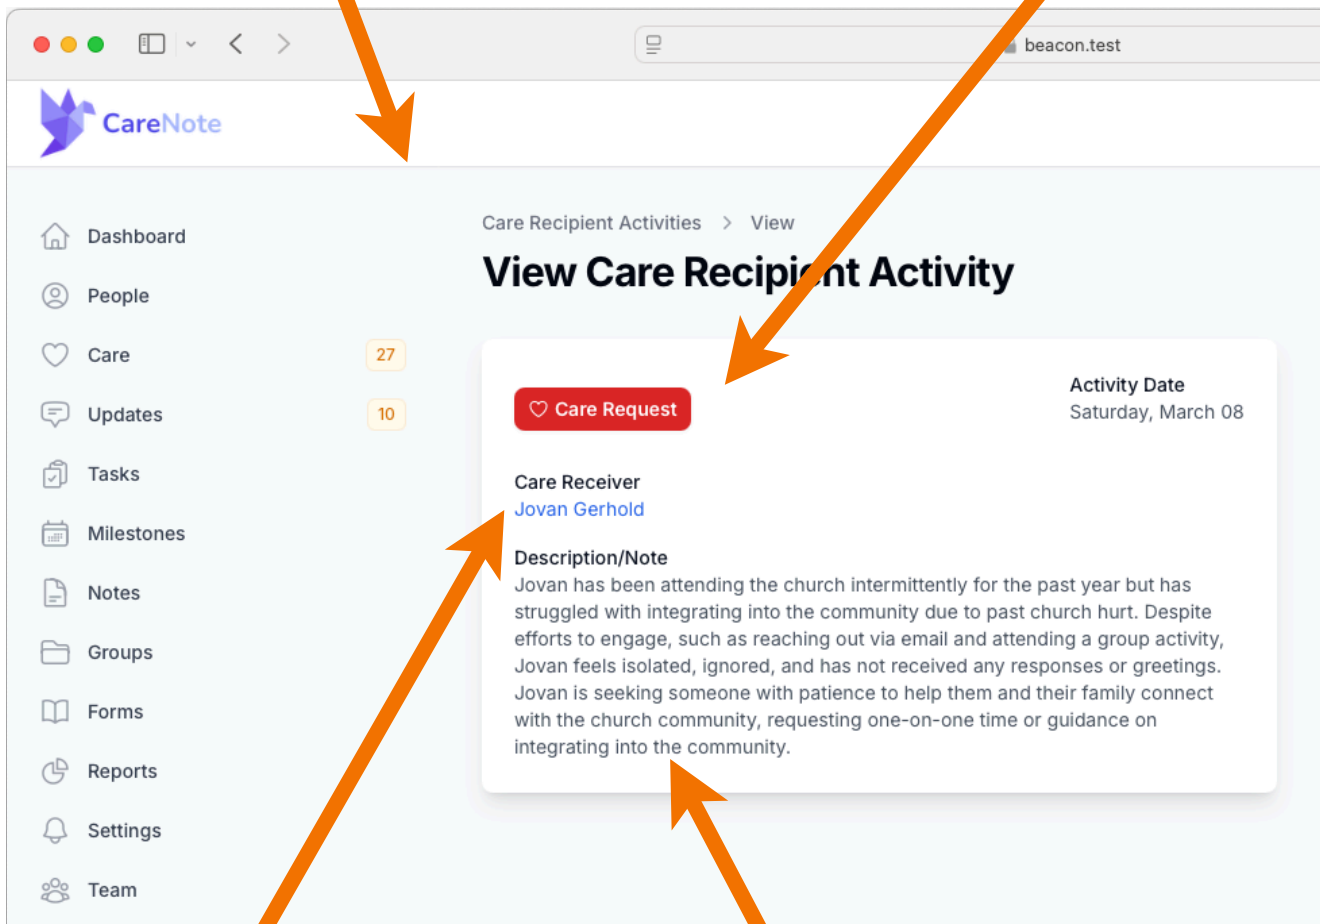 beacon.test
CareNote
Dashboard
People
Care 27
Updates 10
Tasks
Milestones
Notes
Groups
Forms
Reports
Settings
Team
Care Recipient Activities > View
View Care Recipient Activity
Care Request
Activity Date
Saturday, March 08
Care Receiver
Jovan Gerhold
Description/Note
Jovan has been attending the church intermittently for the past year but has
struggled with integrating into the community due to past church hurt. Despite
efforts to engage, such as reaching out via email and attending a group activity,
Jovan feels isolated, ignored, and has not received any responses or greetings.
Jovan is seeking someone with patience to help them and their family connect
with the church community, requesting one-on-one time or guidance on
integrating into the community.